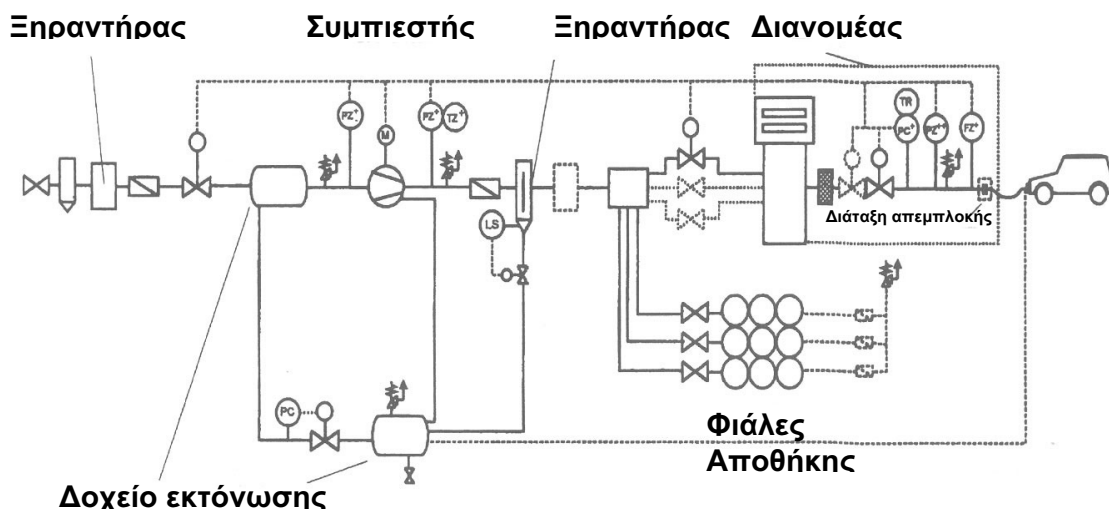 Ξηραντήρας Συμπιεστής Ξηραντήρας Διανομέας
TR
PZ⁺ M PZ⁺ TZ⁺ PC⁺ PZ⁺⁺ FZ⁺
LS
Διάταξη απεμπλοκής
PC
Φιάλες
Αποθήκης
Δοχείο εκτόνωσης